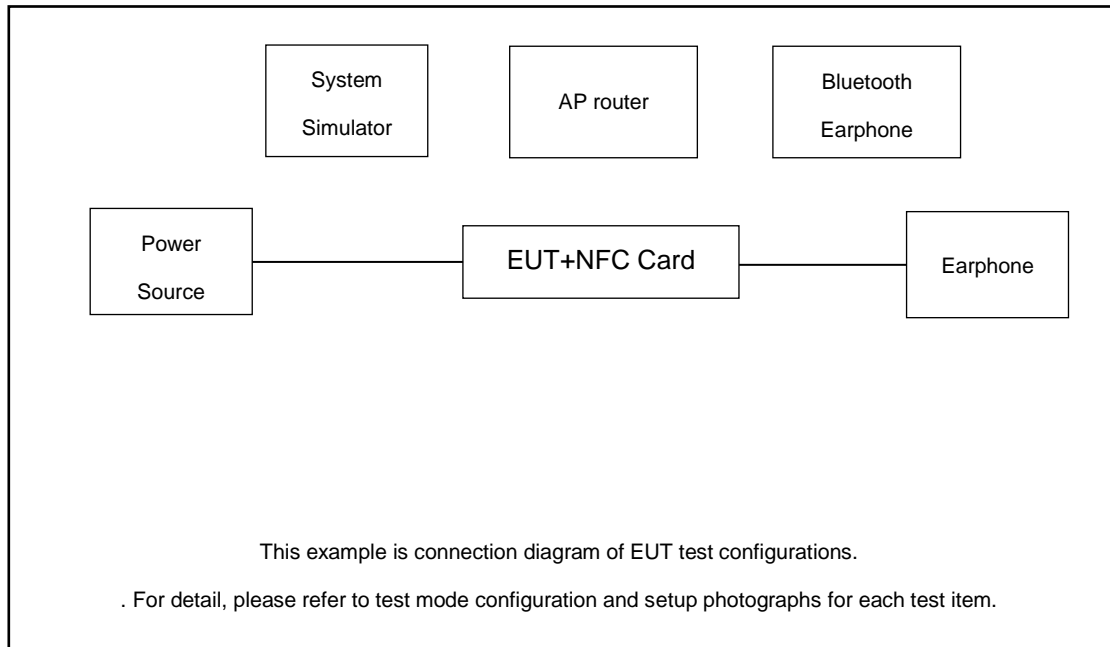 System
Simulator
AP router
Bluetooth
Earphone
Power
Source
EUT+NFC Card
Earphone
This example is connection diagram of EUT test configurations.
. For detail, please refer to test mode configuration and setup photographs for each test item.